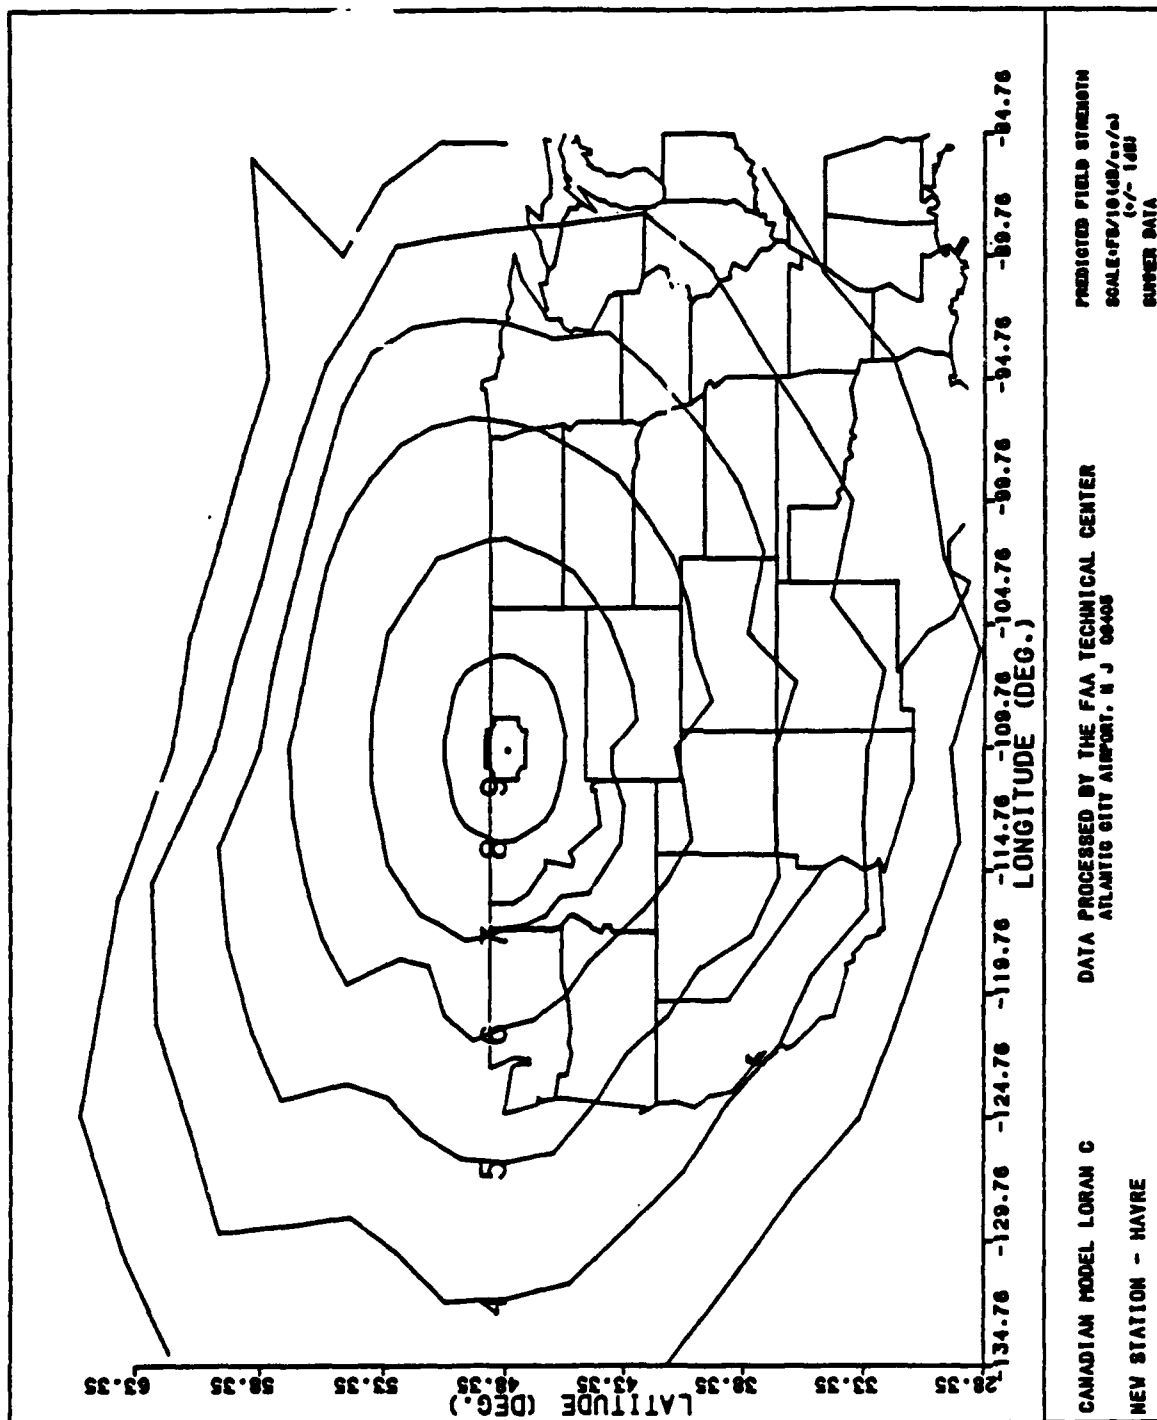 63.35
58.35
53.35
48.35
43.35
38.35
33.35
28.35
LATITUDE (DEG.)
9
8
7
6
5
4
-134.76
-129.76
-124.76
-119.76
-114.76
-109.76
-104.76
-99.76
-94.76
-89.76
-84.76
LONGITUDE (DEG.)
CANADIAN MODEL LORAN C
NEW STATION - HAVRE
DATA PROCESSED BY THE FAA TECHNICAL CENTER
ATLANTIC CITY AIRPORT. N J 08405
PREDICTED FIELD STRENGTH
(+/- 1dB)
SUMMER DATA